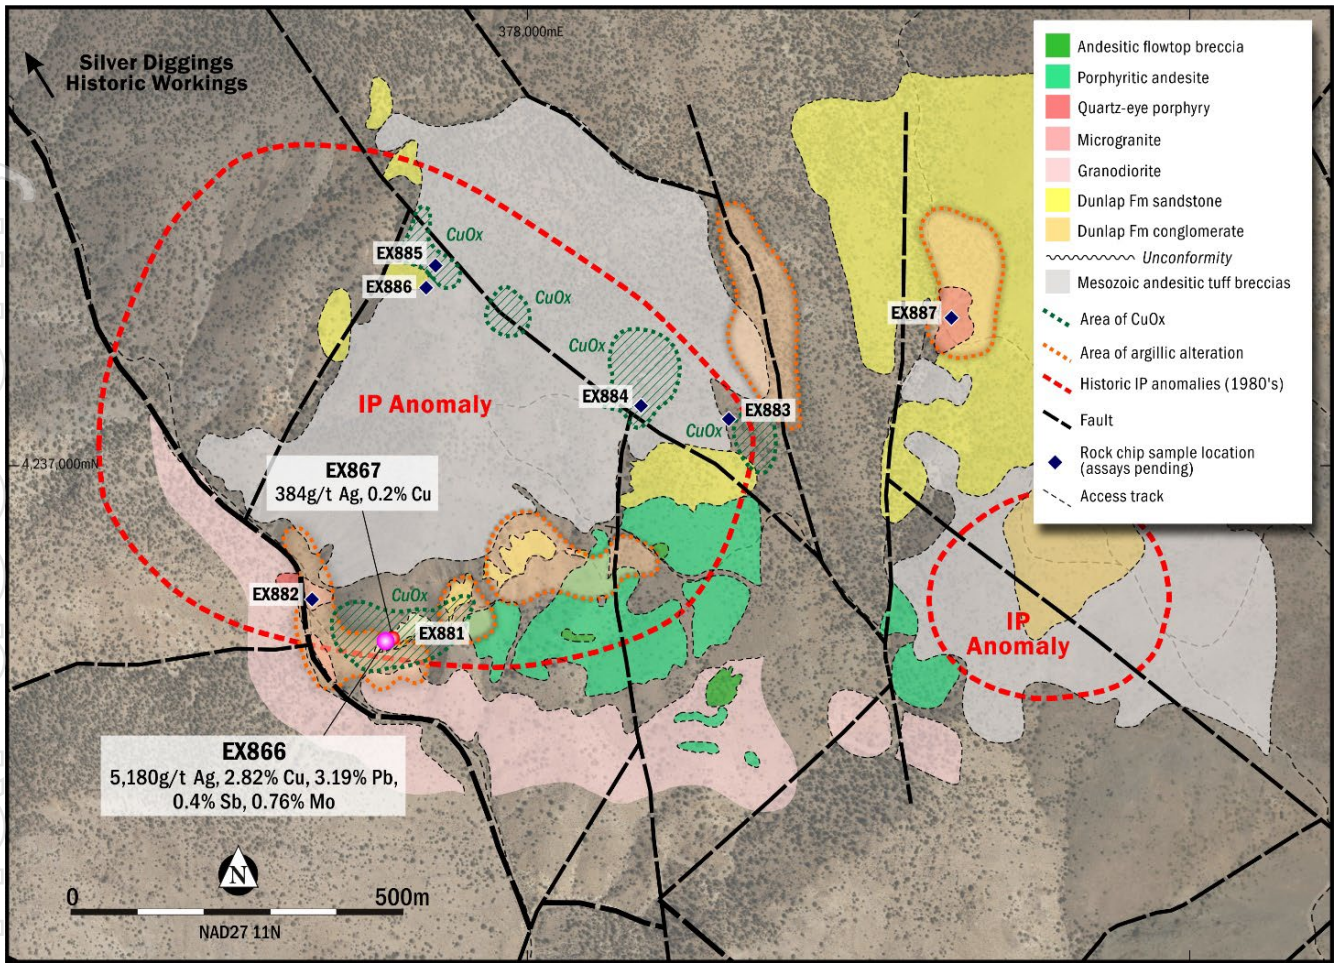 378,000mE
Silver Diggings
Historic Workings
Andesitic flowtop breccia
Porphyritic andesite
Quartz-eye porphyry
Microgranite
Granodiorite
Dunlap Fm sandstone
Dunlap Fm conglomerate
Unconformity
Mesozoic andesitic tuff breccias
Area of CuOx
Area of argillic alteration
Historic IP anomalies (1980's)
Fault
Rock chip sample location
(assays pending)
Access track
CuOx
EX885
EX886
CuOx
EX887
CuOx
EX884
IP Anomaly
EX883
CuOx
4,237,000mN
EX867
384g/t Ag, 0.2% Cu
EX882
CuOx
EX881
IP
Anomaly
EX866
5,180g/t Ag, 2.82% Cu, 3.19% Pb,
0.4% Sb, 0.76% Mo
N
0
500m
NAD27 11N